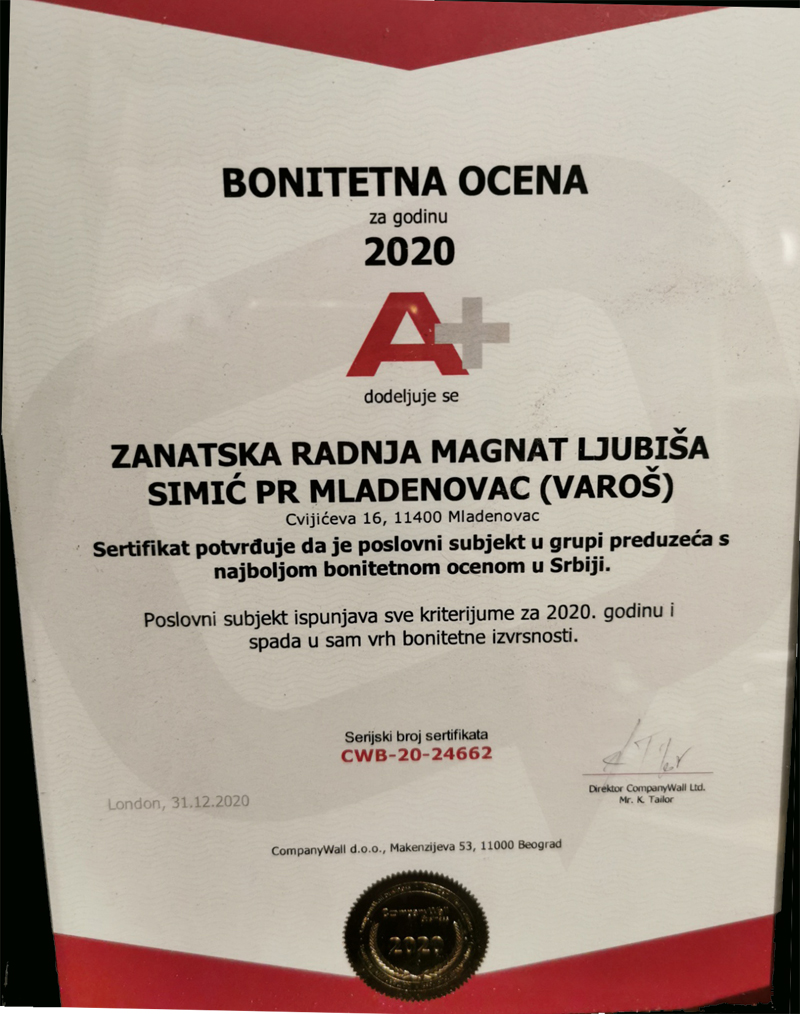 BONITETNA OCENA
za godinu
2020
A+
dodeljuje se
ZANATSKA RADNJA MAGNAT LJUBIŠA
SIMIĆ PR MLADENOVAC (VAROŠ)
Cvijićeva 16, 11400 Mladenovac
Sertifikat potvrđuje da je poslovni subjekt u grupi preduzeća s
najboljom bonitetnom ocenom u Srbiji.
Poslovni subjekt ispunjava sve kriterijume za 2020. godinu i
spada u sam vrh bonitetne izvrsnosti.
Serijski broj sertifikata
CWB-20-24662
Direktor CompanyWall Ltd.
Mr. K. Tailor
London, 31.12.2020
CompanyWall d.o.o., Makenzijeva 53, 11000 Beograd
CompanyWall
2020